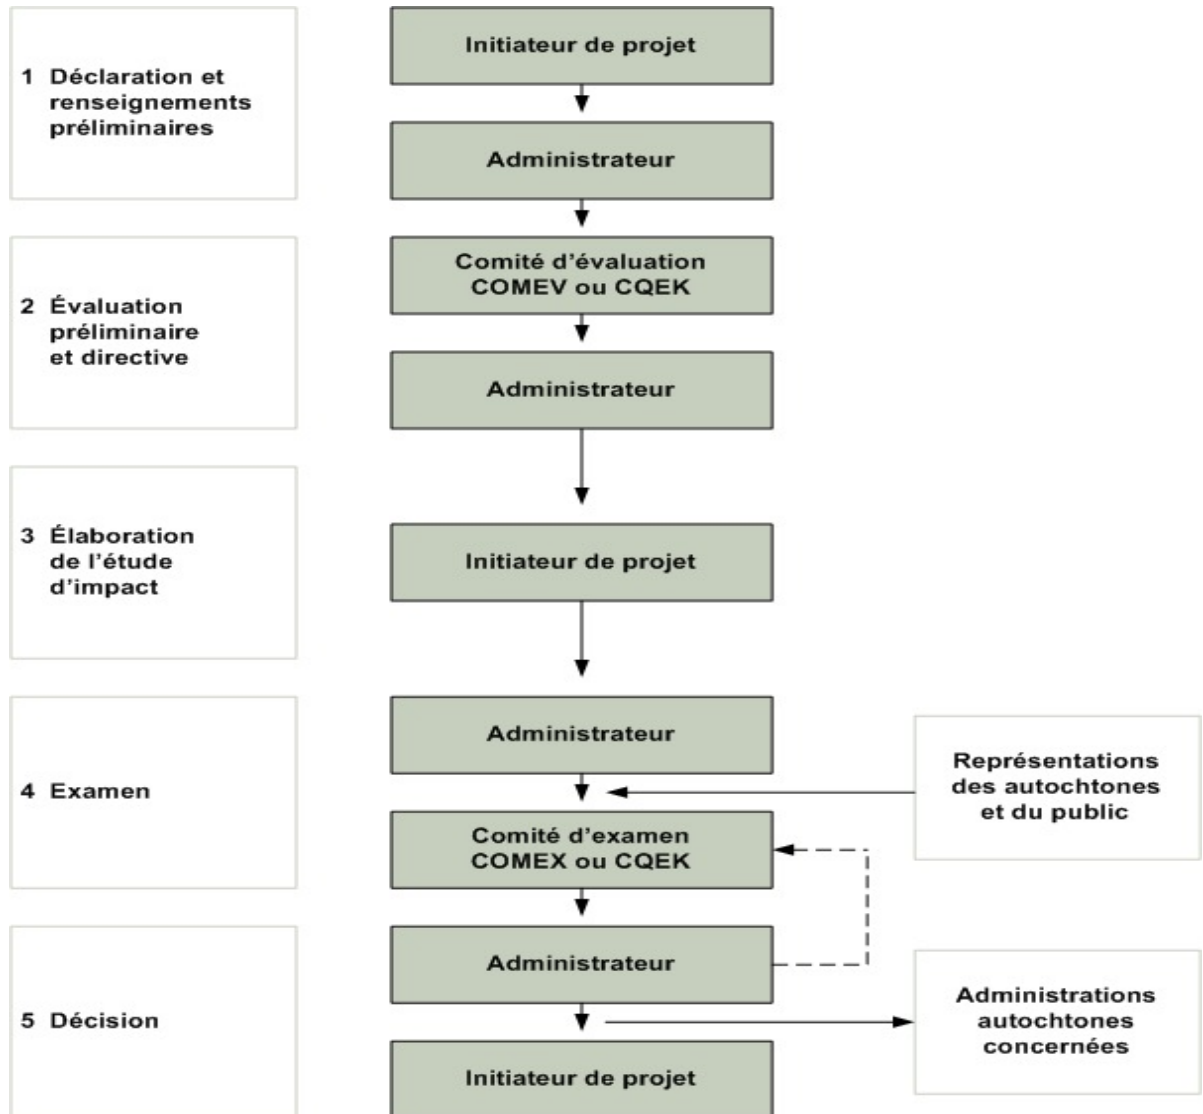 Initiateur de projet
1 Déclaration et
renseignements
préliminaires
Administrateur
Comité d'évaluation
COMEV ou CQEK
2 Évaluation
préliminaire
et directive
Administrateur
3 Élaboration
de l'étude
d'impact
Initiateur de projet
Administrateur
4 Examen
Représentations
des autochtones
et du public
Comité d'examen
COMEX ou CQEK
Administrateur
5 Décision
Administrations
autochtones
concernées
Initiateur de projet